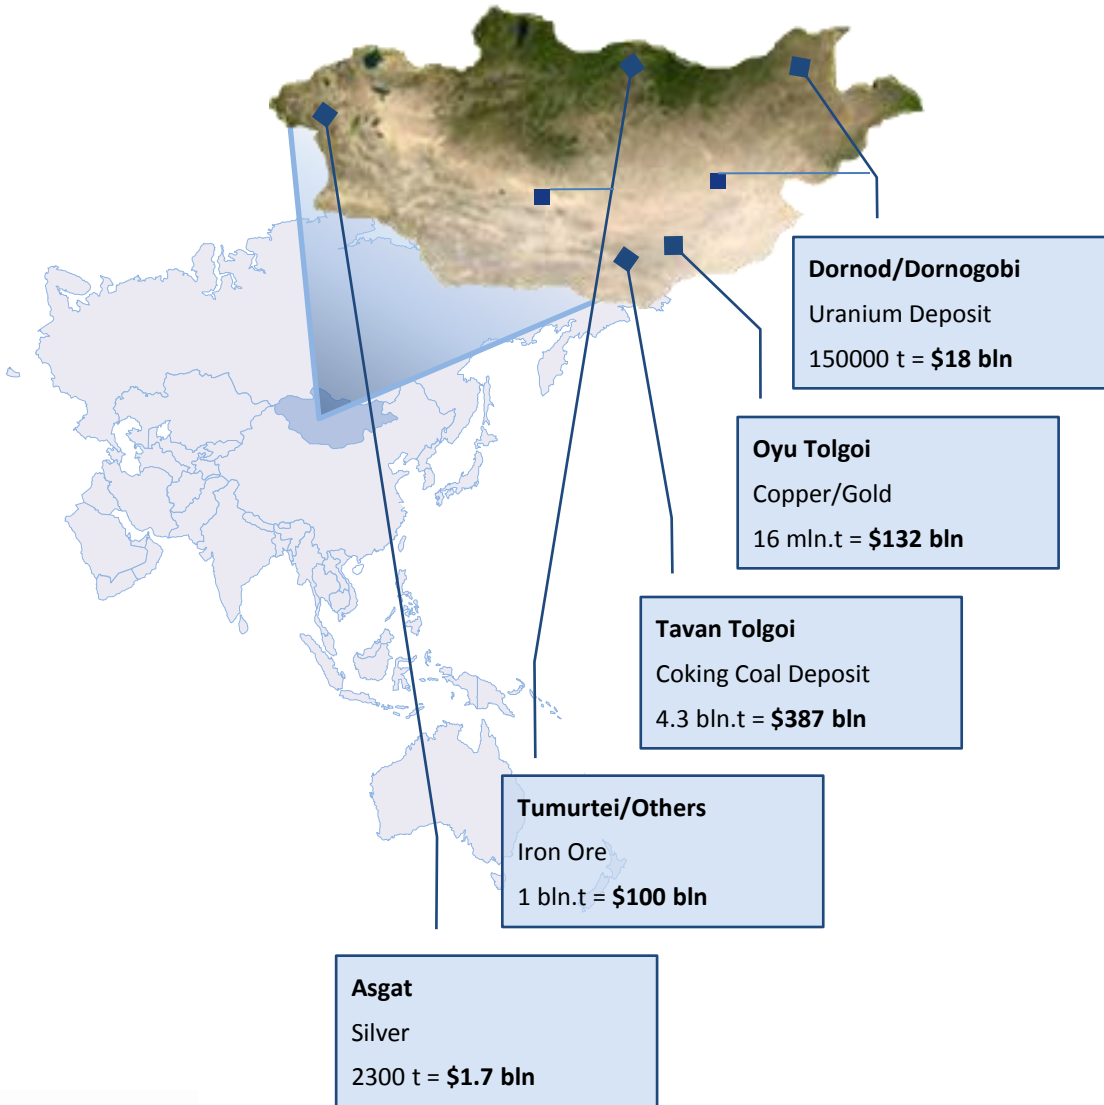 Dornod/Dornogobi
Uranium Deposit
150000 t = $18 bln
Oyu Tolgoi
Copper/Gold
16 mln.t = $132 bln
Tavan Tolgoi
Coking Coal Deposit
4.3 bln.t = $387 bln
Tumurtei/Others
Iron Ore
1 bln.t = $100 bln
Asgat
Silver
2300 t = $1.7 bln